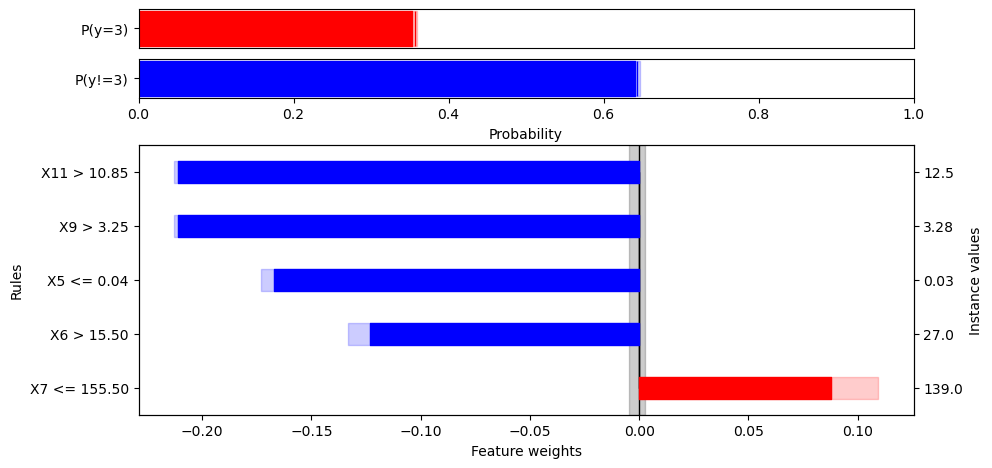 P(y=3)
P(y!=3)
0.0 0.2 0.4 0.6 0.8 1.0
Probability
X11 > 10.85 12.5
X9 > 3.25 3.28
X5 <= 0.04 0.03
X6 > 15.50 27.0
X7 <= 155.50 139.0
Rules
Instance values
−0.20 −0.15 −0.10 −0.05 0.00 0.05 0.10
Feature weights